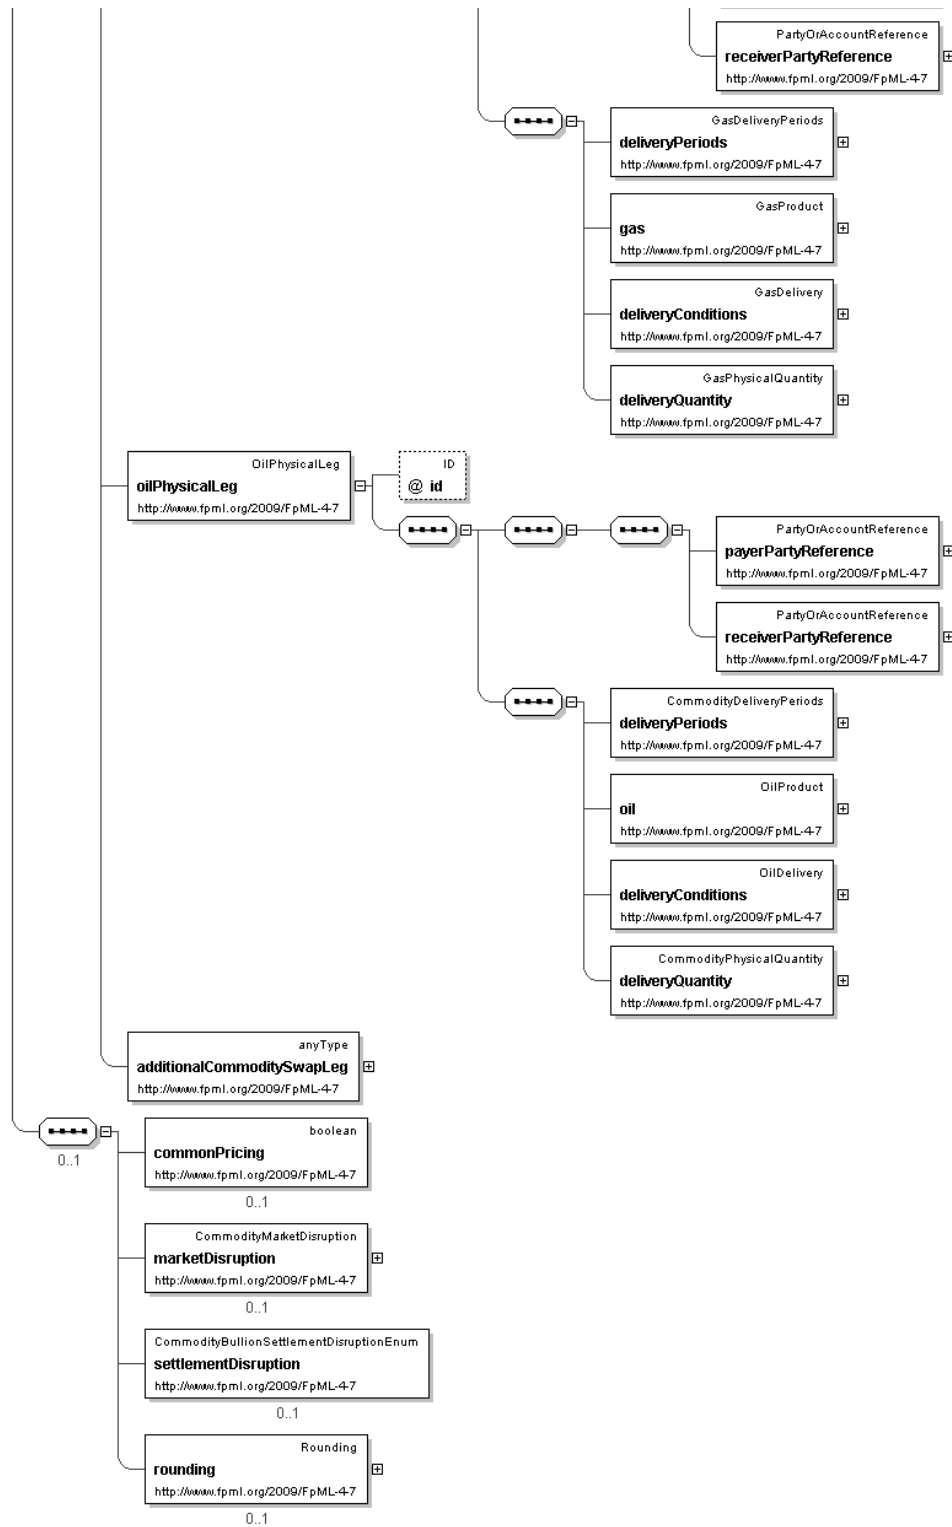 PartyOrAccountReference
receiverPartyReference
http://www.fpml.org/2009/FpML-4-7
GasDeliveryPeriods
deliveryPeriods
http://www.fpml.org/2009/FpML-4-7
GasProduct
gas
http://www.fpml.org/2009/FpML-4-7
GasDelivery
deliveryConditions
http://www.fpml.org/2009/FpML-4-7
GasPhysicalQuantity
deliveryQuantity
http://www.fpml.org/2009/FpML-4-7
OilPhysicalLeg
oilPhysicalLeg
http://www.fpml.org/2009/FpML-4-7
ID
@ id
PartyOrAccountReference
payerPartyReference
http://www.fpml.org/2009/FpML-4-7
PartyOrAccountReference
receiverPartyReference
http://www.fpml.org/2009/FpML-4-7
CommodityDeliveryPeriods
deliveryPeriods
http://www.fpml.org/2009/FpML-4-7
OilProduct
oil
http://www.fpml.org/2009/FpML-4-7
OilDelivery
deliveryConditions
http://www.fpml.org/2009/FpML-4-7
CommodityPhysicalQuantity
deliveryQuantity
http://www.fpml.org/2009/FpML-4-7
anyType
additionalCommoditySwapLeg
http://www.fpml.org/2009/FpML-4-7
0..1
boolean
commonPricing
http://www.fpml.org/2009/FpML-4-7
0..1
CommodityMarketDisruption
marketDisruption
http://www.fpml.org/2009/FpML-4-7
0..1
CommodityBullionSettlementDisruptionEnum
settlementDisruption
http://www.fpml.org/2009/FpML-4-7
0..1
Rounding
rounding
http://www.fpml.org/2009/FpML-4-7
0..1